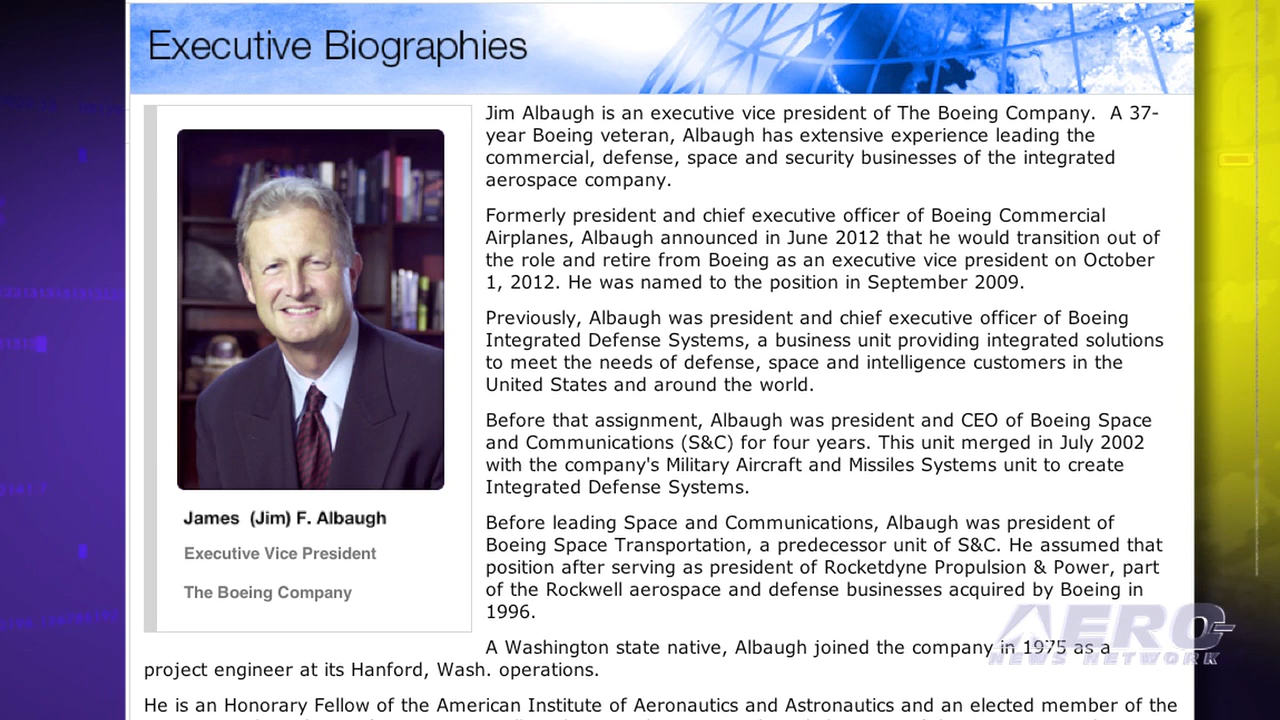 Executive Biographies
Jim Albaugh is an executive vice president of The Boeing Company.  A 37-
year Boeing veteran, Albaugh has extensive experience leading the
commercial, defense, space and security businesses of the integrated
aerospace company.
Formerly president and chief executive officer of Boeing Commercial
Airplanes, Albaugh announced in June 2012 that he would transition out of
the role and retire from Boeing as an executive vice president on October
1, 2012. He was named to the position in September 2009.
Previously, Albaugh was president and chief executive officer of Boeing
Integrated Defense Systems, a business unit providing integrated solutions
to meet the needs of defense, space and intelligence customers in the
United States and around the world.
Before that assignment, Albaugh was president and CEO of Boeing Space
and Communications (S&C) for four years. This unit merged in July 2002
with the company's Military Aircraft and Missiles Systems unit to create
Integrated Defense Systems.
Before leading Space and Communications, Albaugh was president of
Boeing Space Transportation, a predecessor unit of S&C. He assumed that
position after serving as president of Rocketdyne Propulsion & Power, part
of the Rockwell aerospace and defense businesses acquired by Boeing in
1996.
A Washington state native, Albaugh joined the company in 1975 as a
project engineer at its Hanford, Wash. operations.
He is an Honorary Fellow of the American Institute of Aeronautics and Astronautics and an elected member of the
James  (Jim) F. Albaugh
Executive Vice President
The Boeing Company
AERO
NEWS NETWORK